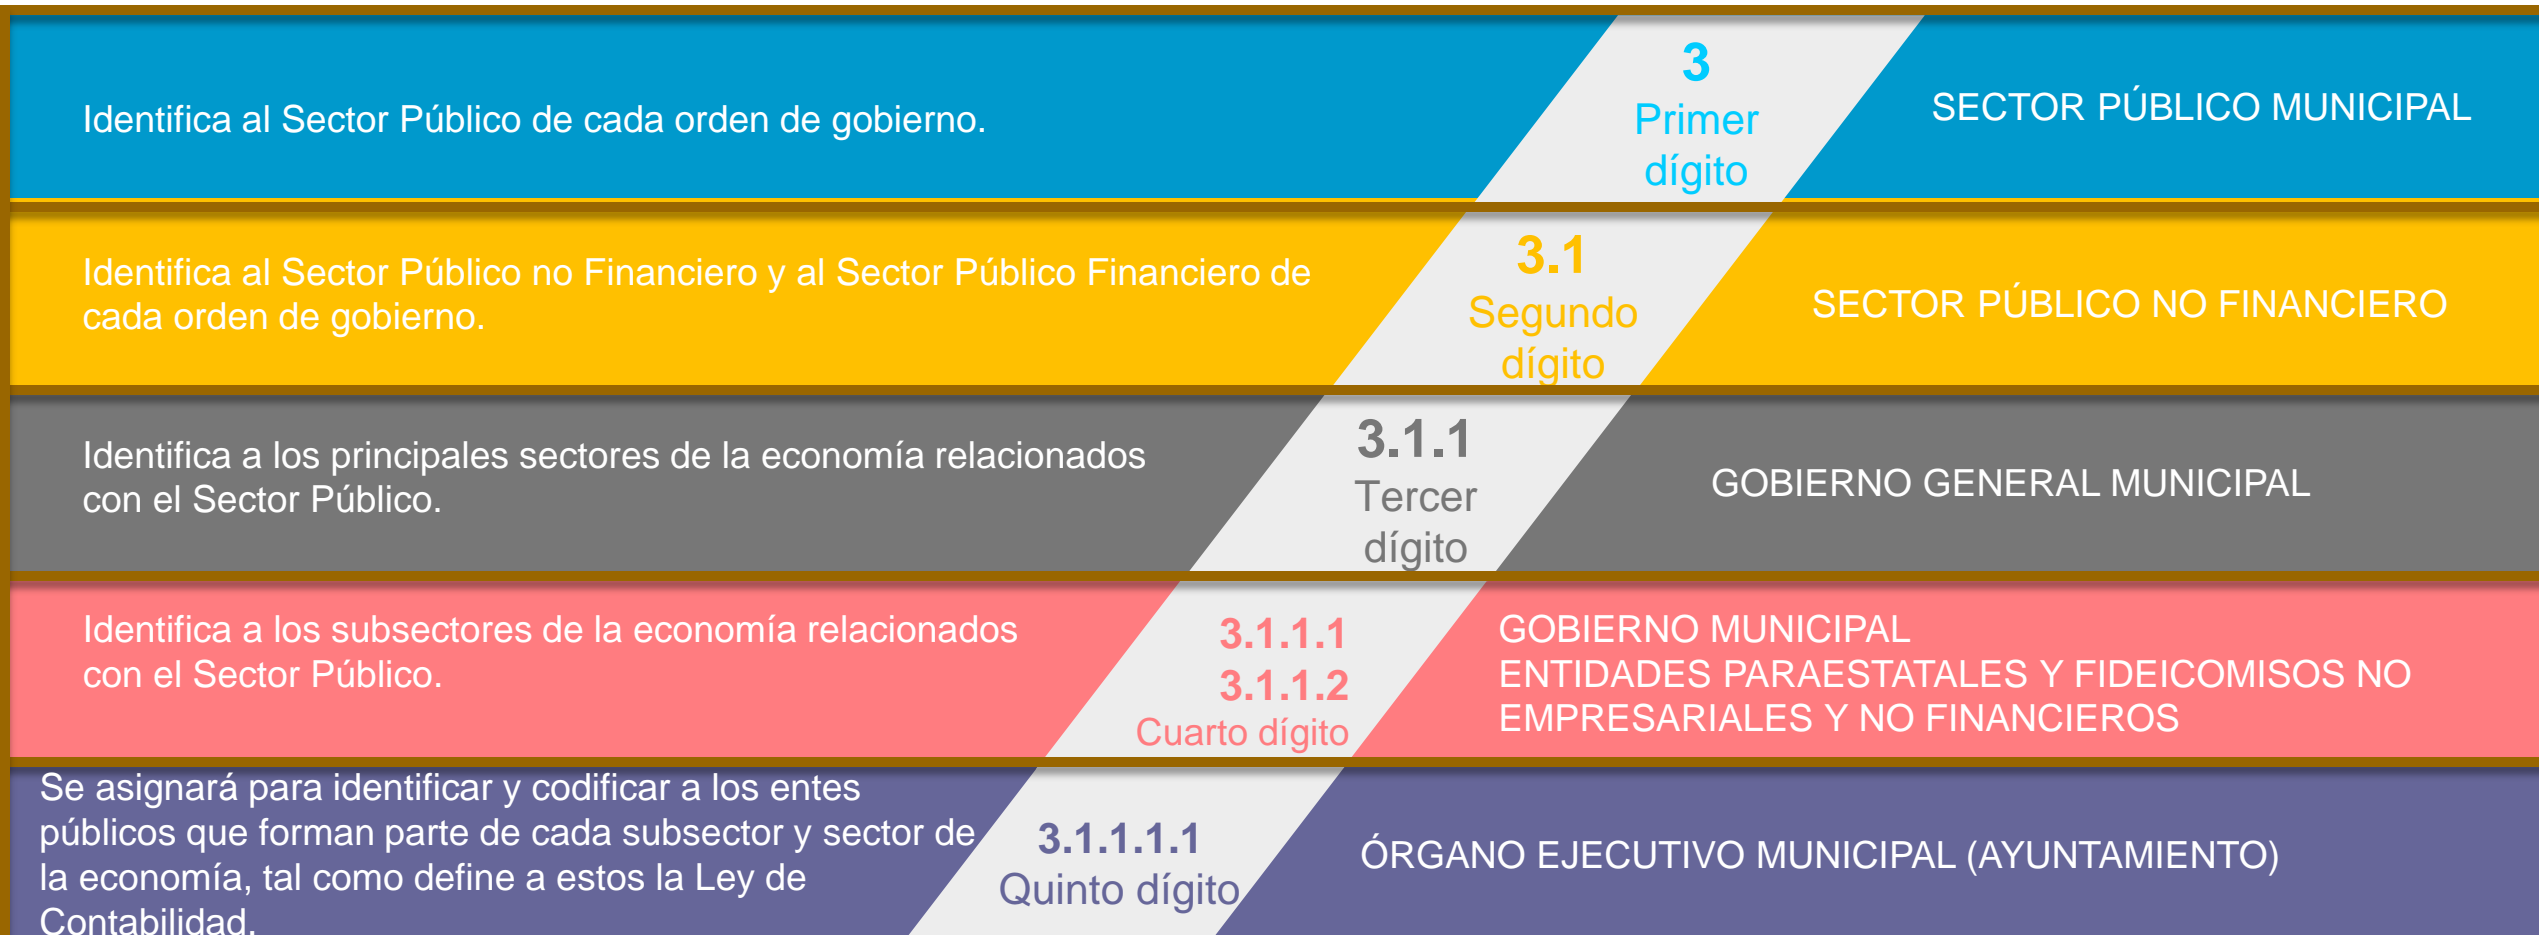 Identifica al Sector Público de cada orden de gobierno.
3
Primer
dígito
SECTOR PÚBLICO MUNICIPAL
Identifica al Sector Público no Financiero y al Sector Público Financiero de
cada orden de gobierno.
3.1
Segundo
dígito
SECTOR PÚBLICO NO FINANCIERO
Identifica a los principales sectores de la economía relacionados
con el Sector Público.
3.1.1
Tercer
dígito
GOBIERNO GENERAL MUNICIPAL
Identifica a los subsectores de la economía relacionados
con el Sector Público.
3.1.1.1
3.1.1.2
Cuarto dígito
GOBIERNO MUNICIPAL
ENTIDADES PARAESTATALES Y FIDEICOMISOS NO
EMPRESARIALES Y NO FINANCIEROS
Se asignará para identificar y codificar a los entes
públicos que forman parte de cada subsector y sector de
la economía, tal como define a estos la Ley de
Contabilidad.
3.1.1.1.1
Quinto dígito
ÓRGANO EJECUTIVO MUNICIPAL (AYUNTAMIENTO)